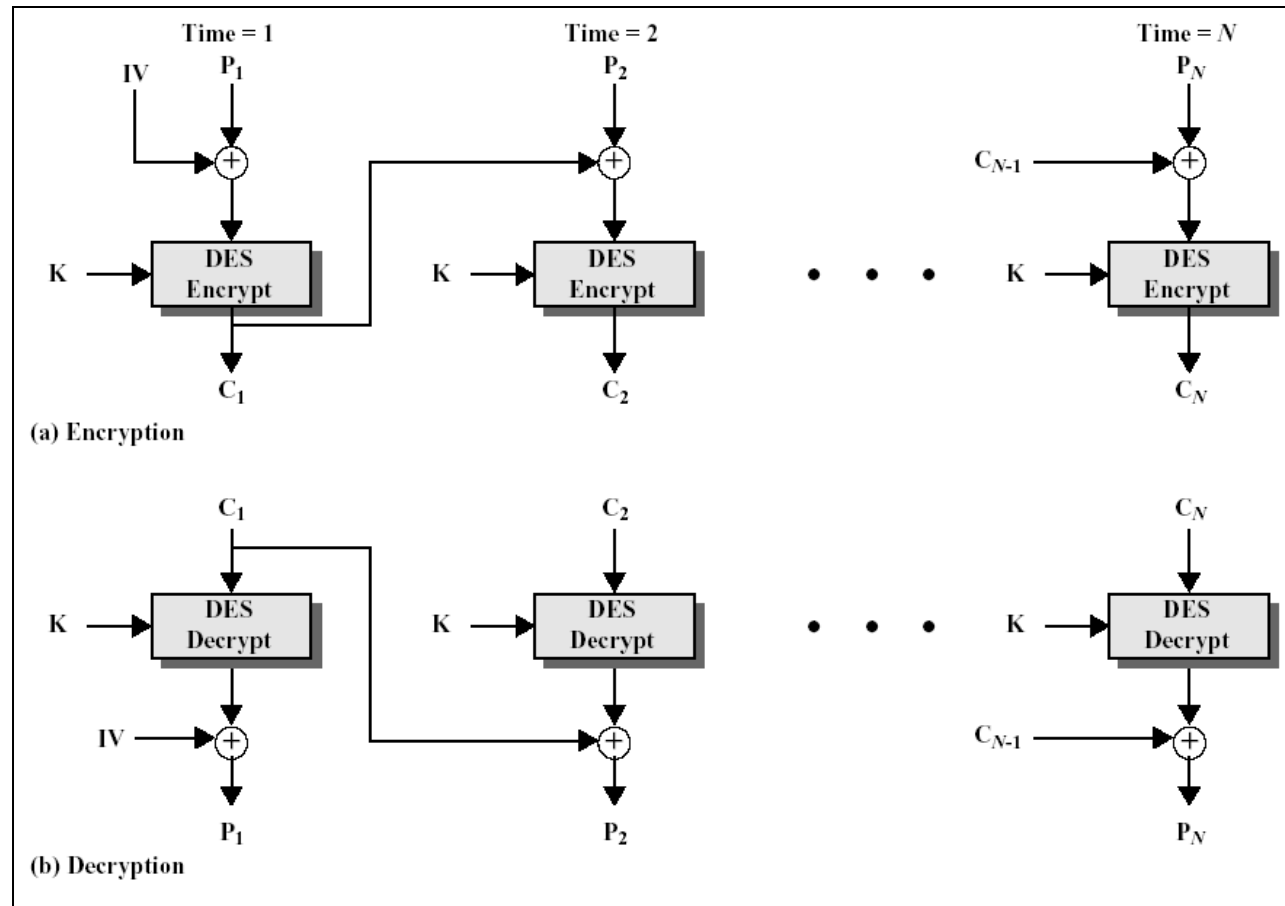 Time = 1 Time = 2 Time = N
IV P1 P2 PN
+ + CN-1 +
K DES Encrypt K DES Encrypt • • • K DES Encrypt
C1 C2 CN
(a) Encryption
C1 C2 CN
K DES Decrypt K DES Decrypt • • • K DES Decrypt
IV + + CN-1 +
P1 P2 PN
(b) Decryption